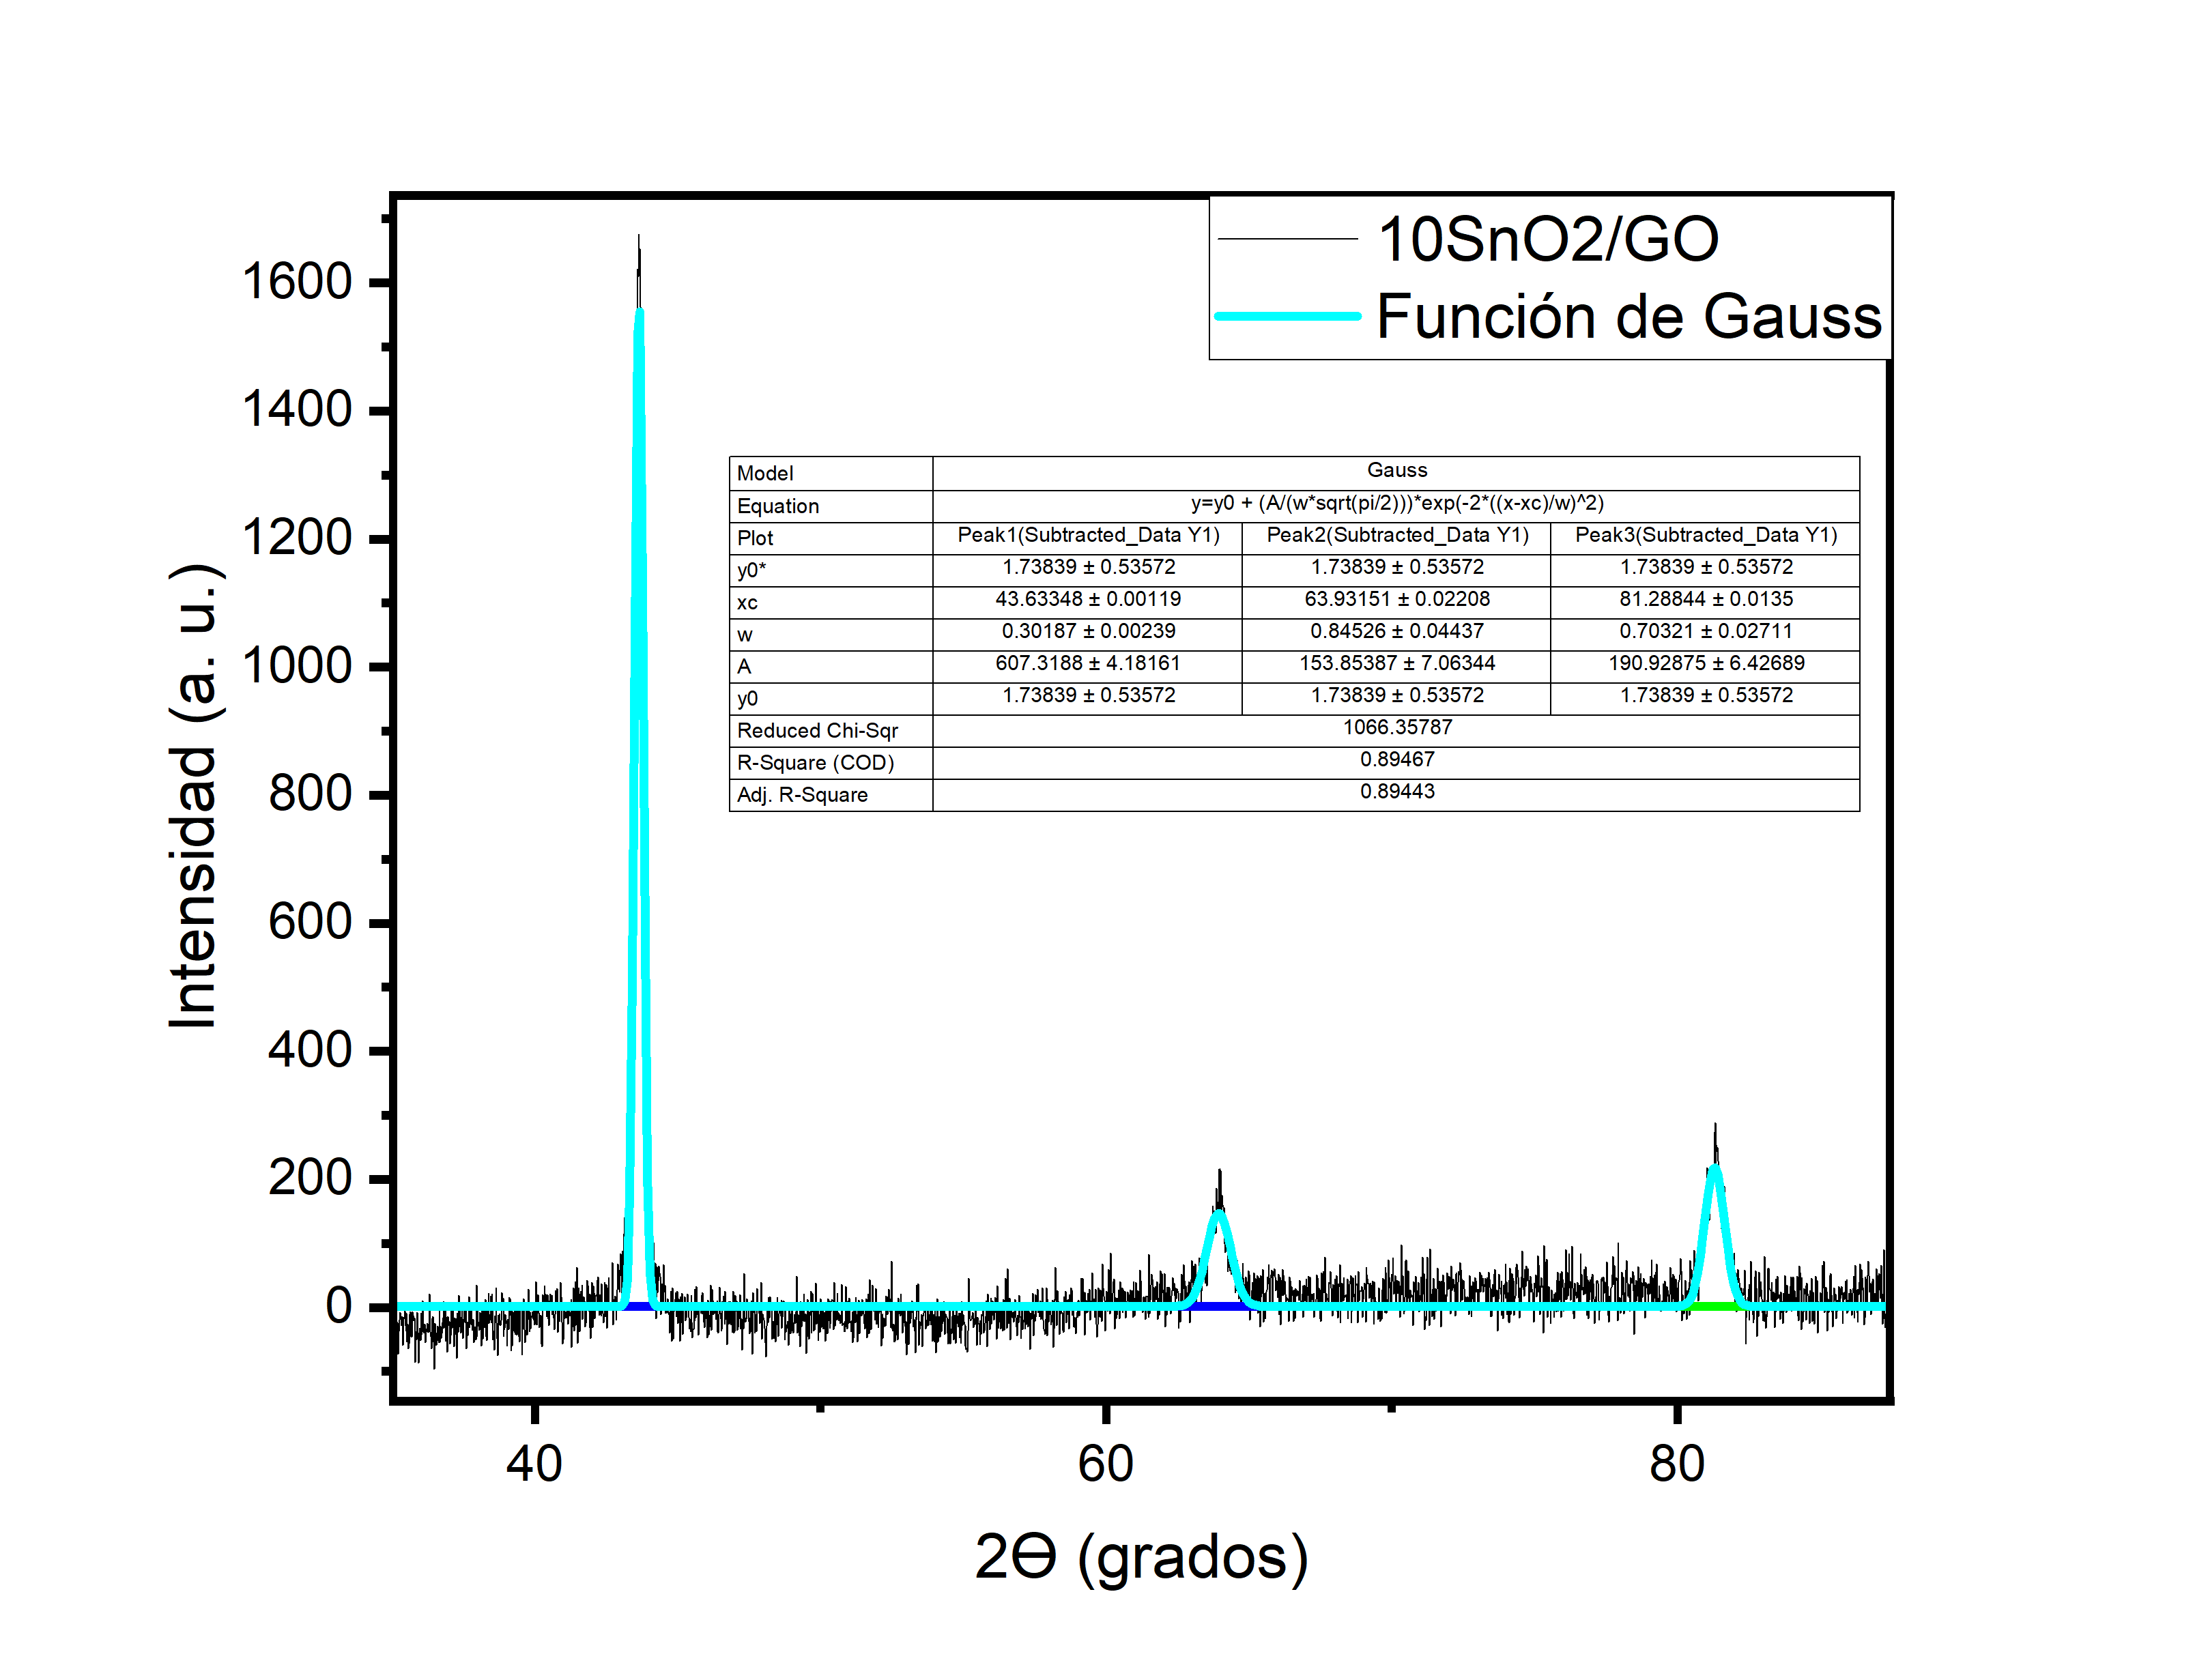 10SnO2/GO
Función de Gauss
1600
1400
1200
1000
800
600
400
200
0
Intensidad (a. u.)
Model Gauss
Equation y=y0 + (A/(w*sqrt(pi/2)))*exp(-2*((x-xc)/w)^2)
Plot Peak1(Subtracted_Data Y1) Peak2(Subtracted_Data Y1) Peak3(Subtracted_Data Y1)
y0* 1.73839 ± 0.53572 1.73839 ± 0.53572 1.73839 ± 0.53572
xc 43.63348 ± 0.00119 63.93151 ± 0.02208 81.28844 ± 0.0135
w 0.30187 ± 0.00239 0.84526 ± 0.04437 0.70321 ± 0.02711
A 607.3188 ± 4.18161 153.85387 ± 7.06344 190.92875 ± 6.42689
y0 1.73839 ± 0.53572 1.73839 ± 0.53572 1.73839 ± 0.53572
Reduced Chi-Sqr 1066.35787
R-Square (COD) 0.89467
Adj. R-Square 0.89443
40 60 80
2Θ (grados)